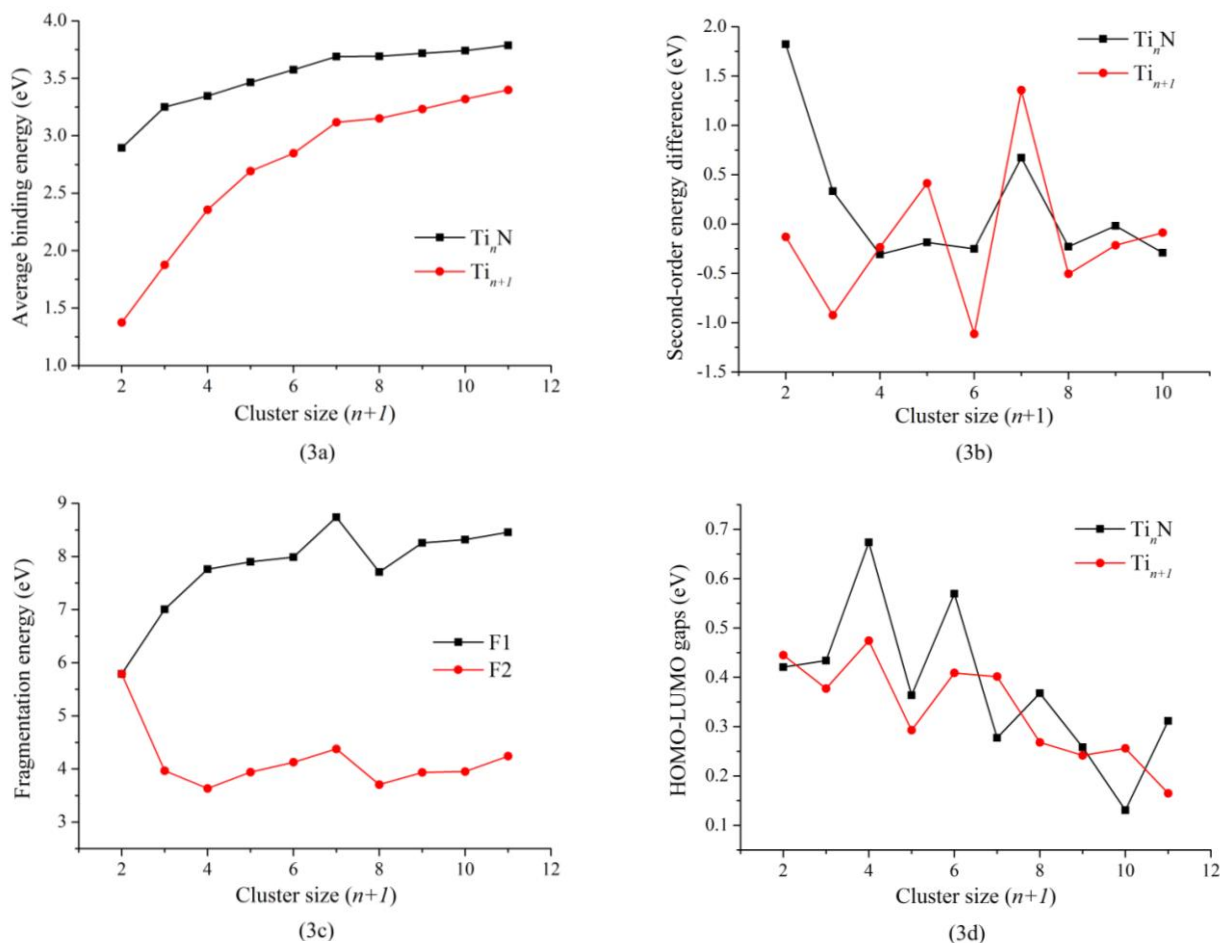 4.0
3.5
3.0
2.5
2.0
1.5
1.0
Average binding energy (eV)
TiₙN
Tiₙ₊₁
2 4 6 8 10 12
Cluster size (n+1)
(3a)
2.0
1.5
1.0
0.5
0.0
-0.5
-1.0
-1.5
Second-order energy difference (eV)
TiₙN
Tiₙ₊₁
2 4 6 8 10
Cluster size (n+1)
(3b)
9
8
7
6
5
4
3
Fragmentation energy (eV)
F1
F2
2 4 6 8 10 12
Cluster size (n+1)
(3c)
0.7
0.6
0.5
0.4
0.3
0.2
0.1
HOMO-LUMO gaps (eV)
TiₙN
Tiₙ₊₁
2 4 6 8 10 12
Cluster size (n+1)
(3d)